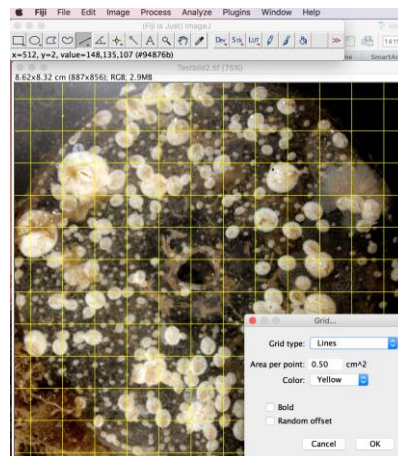 Fiji File Edit Image Process Analyze Plugins Window Help
(Fiji Is Just) ImageJ
A Dev Stk LUT >>
x=512, y=2, value=148,135,107 (#94876b)
SmartAr
Testbild2.tif (75%)
8.62x8.32 cm (887x856); RGB; 2.9MB
Grid...
Grid type: Lines
Area per point: 0.50 cm^2
Color: Yellow
Bold
Random offset
Cancel OK